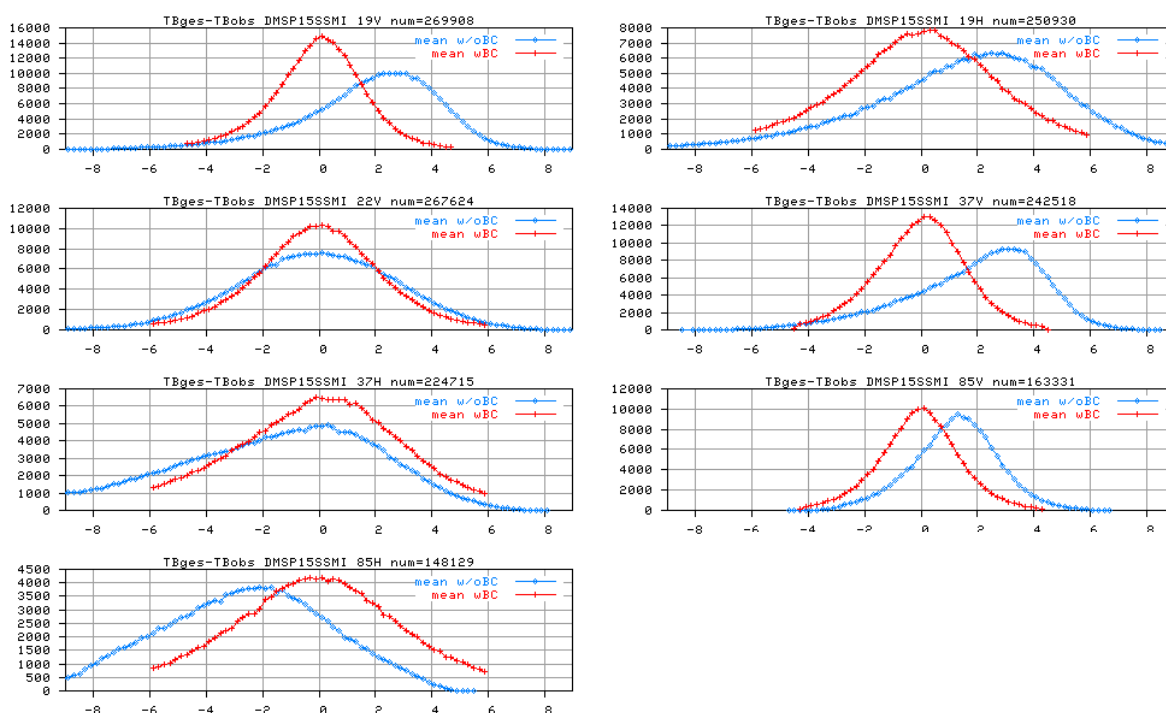 TBges-TBobs DMSP15SSMI 19V num=269908
mean w/oBC
mean wBC
16000
14000
12000
10000
8000
6000
4000
2000
0
-8 -6 -4 -2 0 2 4 6 8
TBges-TBobs DMSP15SSMI 19H num=250930
mean w/oBC
mean wBC
8000
7000
6000
5000
4000
3000
2000
1000
0
-8 -6 -4 -2 0 2 4 6 8
TBges-TBobs DMSP15SSMI 22V num=267624
mean w/oBC
mean wBC
12000
10000
8000
6000
4000
2000
0
-8 -6 -4 -2 0 2 4 6 8
TBges-TBobs DMSP15SSMI 37V num=242518
mean w/oBC
mean wBC
14000
12000
10000
8000
6000
4000
2000
0
-8 -6 -4 -2 0 2 4 6 8
TBges-TBobs DMSP15SSMI 37H num=224715
mean w/oBC
mean wBC
7000
6000
5000
4000
3000
2000
1000
0
-8 -6 -4 -2 0 2 4 6 8
TBges-TBobs DMSP15SSMI 85V num=163331
mean w/oBC
mean wBC
12000
10000
8000
6000
4000
2000
0
-8 -6 -4 -2 0 2 4 6 8
TBges-TBobs DMSP15SSMI 85H num=148129
mean w/oBC
mean wBC
4500
4000
3500
3000
2500
2000
1500
1000
500
0
-8 -6 -4 -2 0 2 4 6 8